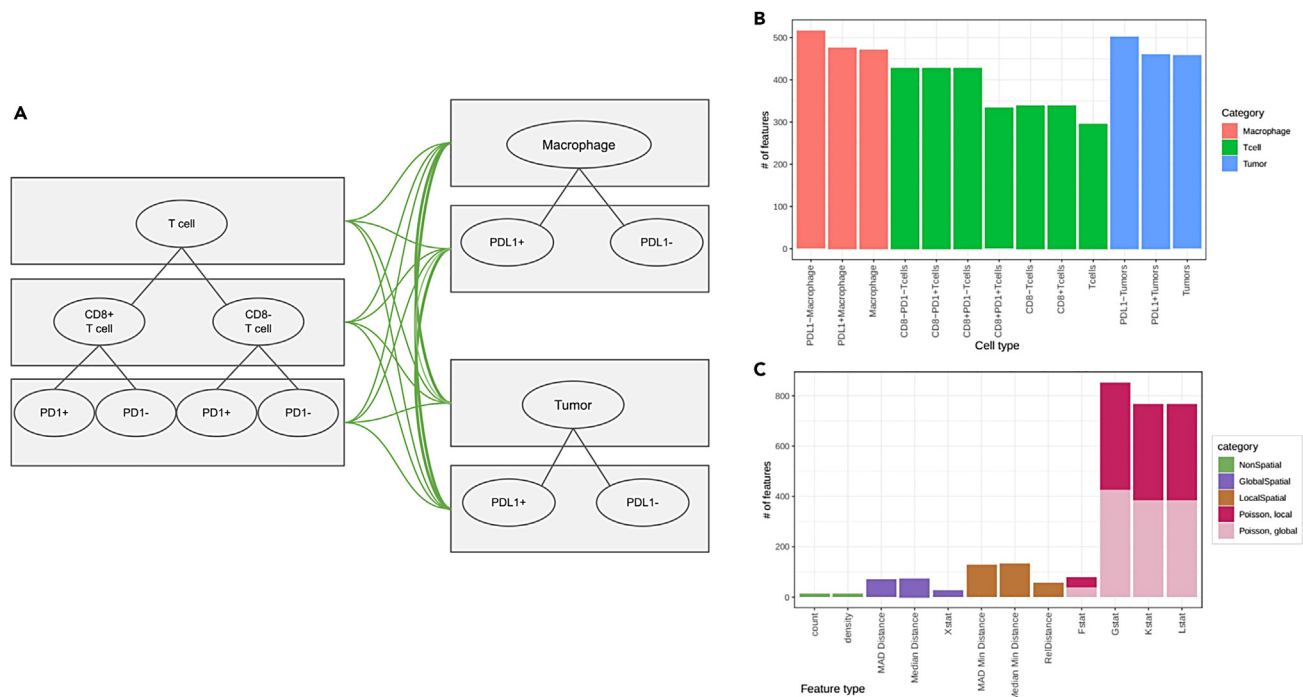 A
T cell
CD8+
T cell
CD8-
T cell
PD1+
PD1-
PD1+
PD1-
Macrophage
PDL1+
PDL1-
Tumor
PDL1+
PDL1-
B
# of features
500
400
300
200
100
0
PDL1−Macrophage
PDL1+Macrophage
Macrophage
CD8−PD1−Tcells
CD8−PD1+Tcells
CD8+PD1−Tcells
CD8+PD1+Tcells
CD8−Tcells
CD8+Tcells
Tcells
PDL1−Tumors
PDL1+Tumors
Tumors
Cell type
Category
Macrophage
Tcell
Tumor
C
# of features
800
600
400
200
0
count
density
MAD Distance
Median Distance
Xstat
MAD Min Distance
Median Min Distance
RelDistance
Fstat
Gstat
Kstat
Lstat
Feature type
category
NonSpatial
GlobalSpatial
LocalSpatial
Poisson, local
Poisson, global